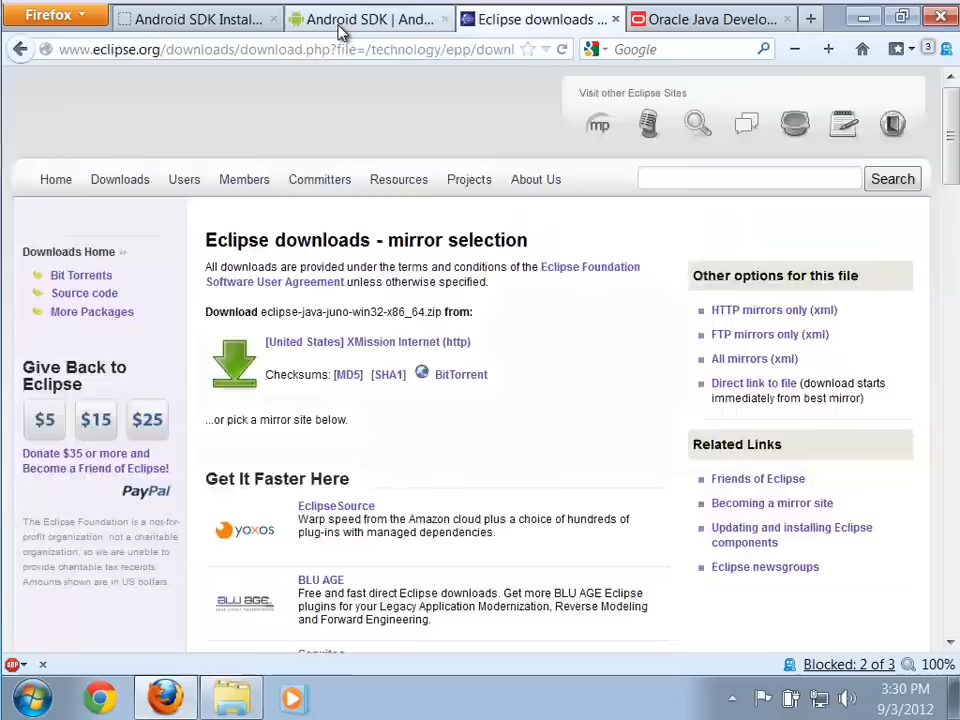 Firefox
Android SDK Instal...
Android SDK | And...
Eclipse downloads ...
Oracle Java Develo...
www.eclipse.org/downloads/download.php?file=/technology/epp/downl
Google
3
Visit other Eclipse Sites
mp
Home Downloads Users Members Committers Resources Projects About Us
Search
Downloads Home
Bit Torrents
Source code
More Packages
Give Back to
Eclipse
$5 $15 $25
Donate $35 or more and
Become a Friend of Eclipse!
PayPal
The Eclipse Foundation is a not-for-
profit organization not a charitable
organization, so we are unable to
provide charitable tax receipts.
Amounts shown are in US dollars.
Eclipse downloads - mirror selection
All downloads are provided under the terms and conditions of the Eclipse Foundation
Software User Agreement unless otherwise specified.
Download eclipse-java-juno-win32-x86_64.zip from:
[United States] XMission Internet (http)
Checksums: [MD5] [SHA1] BitTorrent
...or pick a mirror site below.
Get It Faster Here
EclipseSource
Warp speed from the Amazon cloud plus a choice of hundreds of
plug-ins with managed dependencies.
yoxos
BLU AGE
Free and fast direct Eclipse downloads. Get more BLU AGE Eclipse
plugins for your Legacy Application Modernization, Reverse Modeling
and Forward Engineering.
BLU AGE
Other options for this file
HTTP mirrors only (xml)
FTP mirrors only (xml)
All mirrors (xml)
Direct link to file (download starts
immediately from best mirror)
Related Links
Friends of Eclipse
Becoming a mirror site
Updating and installing Eclipse
components
Eclipse newsgroups
ABP
Blocked: 2 of 3
100%
3:30 PM
9/3/2012